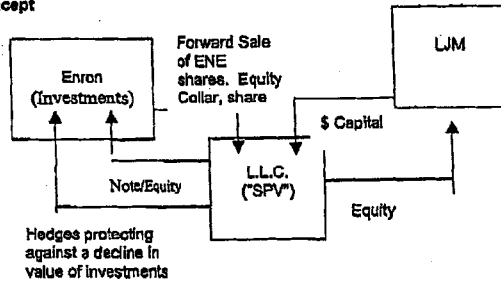 cept
Forward Sale
of ENE
shares. Equity
Collar, share
LJM
Enron
(Investments)
$ Capital
L.L.C.
("SPV")
Note/Equity
Equity
Hedges protecting
against a decline in
value of investments